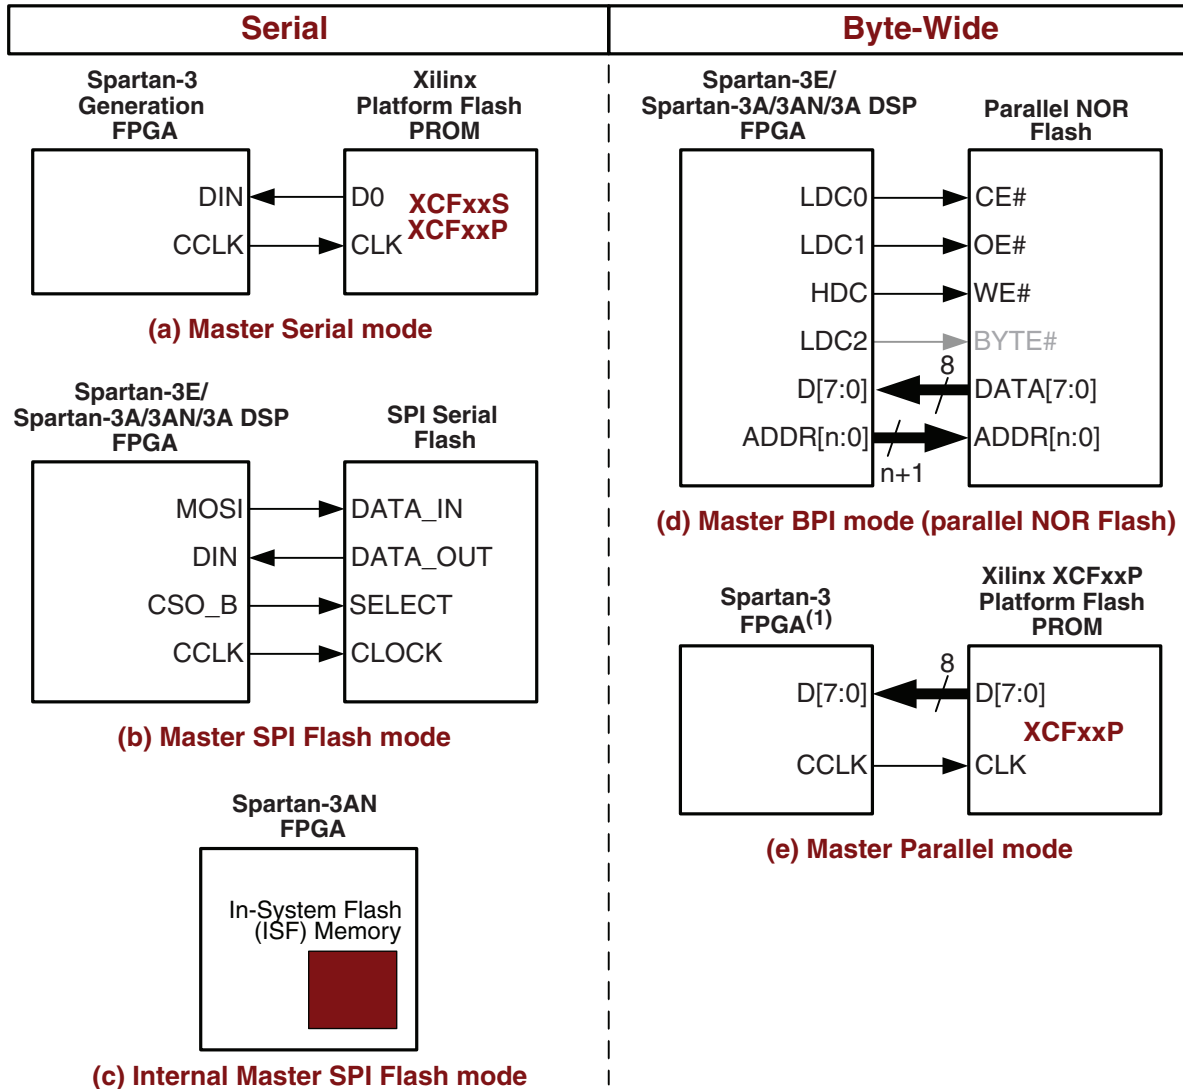 Serial
Byte-Wide
Spartan-3
Generation
FPGA
Xilinx
Platform Flash
PROM
DIN
D0
XCFxxS
XCFxxP
CCLK
CLK
(a) Master Serial mode
Spartan-3E/
Spartan-3A/3AN/3A DSP
FPGA
SPI Serial
Flash
MOSI
DATA_IN
DIN
DATA_OUT
CSO_B
SELECT
CCLK
CLOCK
(b) Master SPI Flash mode
Spartan-3AN
FPGA
In-System Flash
(ISF) Memory
(c) Internal Master SPI Flash mode
Spartan-3E/
Spartan-3A/3AN/3A DSP
FPGA
Parallel NOR
Flash
LDC0
CE#
LDC1
OE#
HDC
WE#
LDC2
BYTE#
D[7:0]
8
DATA[7:0]
ADDR[n:0]
n+1
ADDR[n:0]
(d) Master BPI mode (parallel NOR Flash)
Spartan-3
FPGA(1)
Xilinx XCFxxP
Platform Flash
PROM
D[7:0]
8
D[7:0]
XCFxxP
CCLK
CLK
(e) Master Parallel mode